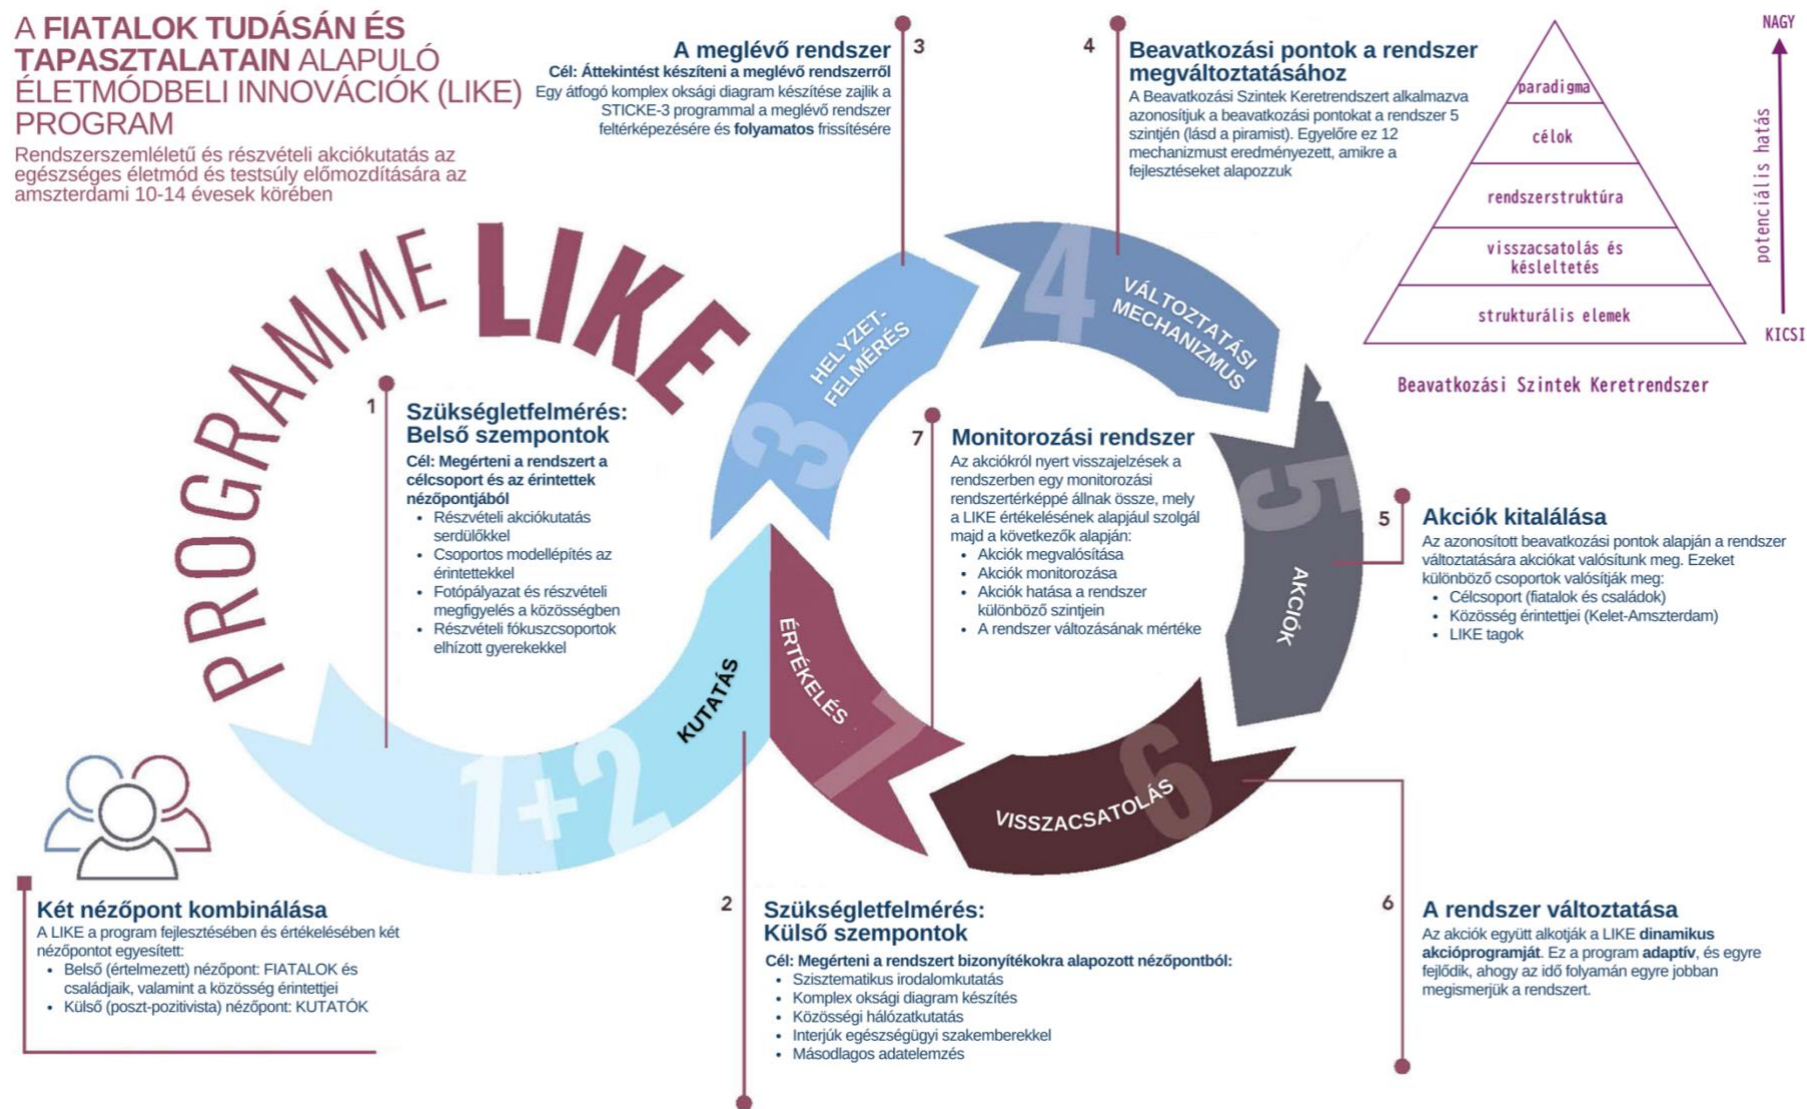 A FIATALOK TUDÁSÁN ÉS
TAPASZTALATAIN ALAPULÓ
ÉLETMÓDBELI INNOVÁCIÓK (LIKE)
PROGRAM
Rendszerszemléletű és részvételi akciókutatás az
egészséges életmód és testsúly előmozdítására az
amszterdami 10-14 évesek körében
3
A meglévő rendszer
Cél: Áttekintést készíteni a meglévő rendszerről
Egy átfogó komplex oksági diagram készítése zajlik a
STICKE-3 programmal a meglévő rendszer
feltérképezésére és folyamatos frissítésére
4
Beavatkozási pontok a rendszer
megváltoztatásához
A Beavatkozási Szintek Keretrendszert alkalmazva
azonosítjuk a beavatkozási pontokat a rendszer 5
szintjén (lásd a piramist). Egyelőre ez 12
mechanizmust eredményezett, amikre a
fejlesztéseket alapozzuk
paradigma
célok
rendszerstruktúra
visszacsatolás és
késleltetés
strukturális elemek
NAGY
potenciális hatás
KICSI
Beavatkozási Szintek Keretrendszer
PROGRAMME LIKE
1
Szükségletfelmérés:
Belső szempontok
Cél: Megérteni a rendszert a
célcsoport és az érintettek
nézőpontjából
• Részvételi akciókutatás
serdülőkkel
• Csoportos modellépítés az
érintettekkel
• Fotópályazat és részvételi
megfigyelés a közösségben
• Részvételi fókuszcsoportok
elhízott gyerekekkel
1+2
KUTATÁS
3
HELYZET-
FELMÉRÉS
4
VÁLTOZTATÁSI
MECHANIZMUS
5
AKCIÓK
6
VISSZACSATOLÁS
7
ÉRTÉKELÉS
7
Monitorozási rendszer
Az akciókról nyert visszajelzések a
rendszerben egy monitorozási
rendszertérképpé állnak össze, mely
a LIKE értékelésének alapjául szolgál
majd a következők alapján:
• Akciók megvalósítása
• Akciók monitorozása
• Akciók hatása a rendszer
különböző szintjein
• A rendszer változásának mértéke
5
Akciók kitalálása
Az azonosított beavatkozási pontok alapján a rendszer
változtatására akciókat valósítunk meg. Ezeket
különböző csoportok valósítják meg:
• Célcsoport (fiatalok és családok)
• Közösség érintettjei (Kelet-Amszterdam)
• LIKE tagok
Két nézőpont kombinálása
A LIKE a program fejlesztésében és értékelésében két
nézőpontot egyesített:
• Belső (értelmezett) nézőpont: FIATALOK és
családjaik, valamint a közösség érintettjei
• Külső (poszt-pozitivista) nézőpont: KUTATÓK
2
Szükségletfelmérés:
Külső szempontok
Cél: Megérteni a rendszert bizonyítékokra alapozott nézőpontból:
• Szisztematikus irodalomkutatás
• Komplex oksági diagram készítés
• Közösségi hálózatkutatás
• Interjúk egészségügyi szakemberekkel
• Másodlagos adatelemzés
6
A rendszer változtatása
Az akciók együtt alkotják a LIKE dinamikus
akcióprogramját. Ez a program adaptív, és egyre
fejlődik, ahogy az idő folyamán egyre jobban
megismerjük a rendszert.